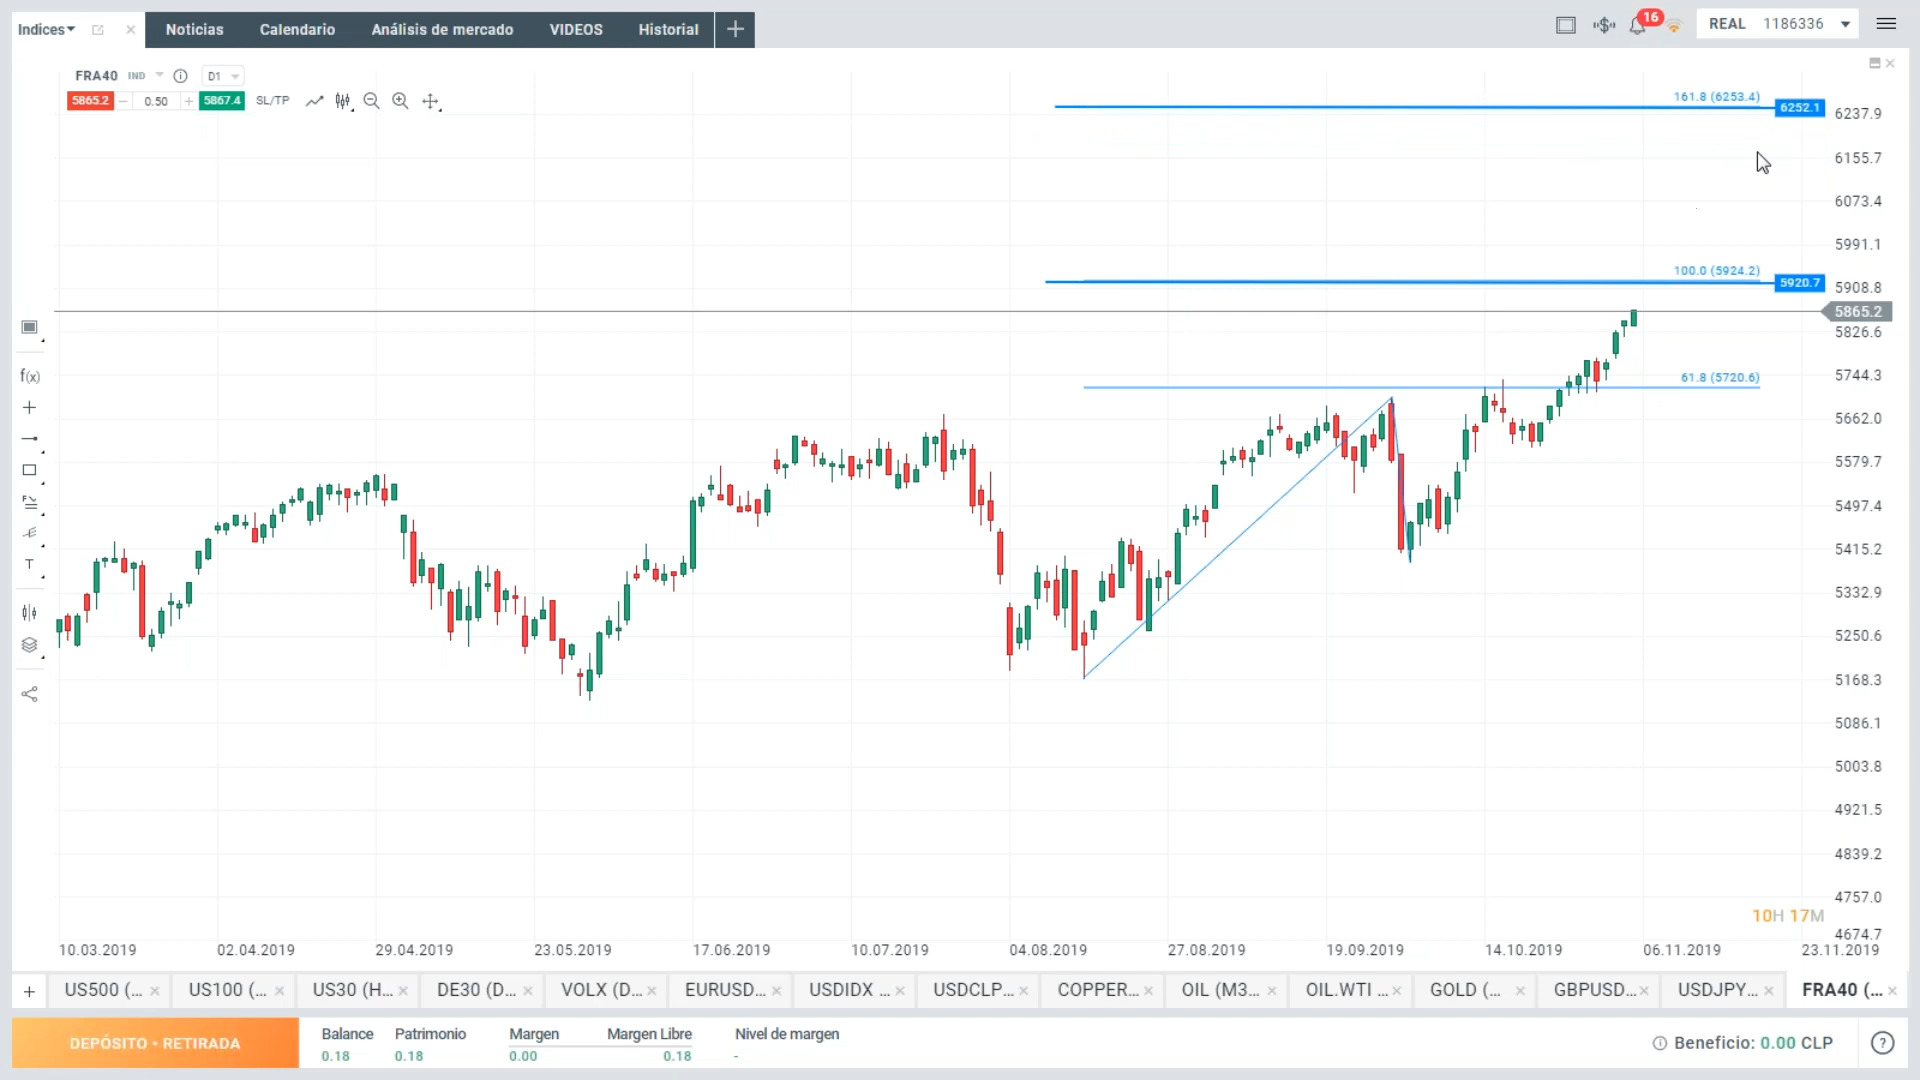 Indices
Noticias
Calendario
Análisis de mercado
VIDEOS
Historial
16
REAL 1186336
FRA40 IND D1
5865.2 0.50 5867.4 SL/TP
161.8 (6253.4)
6252.1
6237.9
6155.7
6073.4
5991.1
100.0 (5924.2)
5920.7
5908.8
5865.2
5826.6
61.8 (5720.6)
5744.3
5662.0
5579.7
5497.4
5415.2
5332.9
5250.6
5168.3
5086.1
5003.8
4921.5
4839.2
4757.0
4674.7
f(x)
T
10H 17M
10.03.2019 02.04.2019 29.04.2019 23.05.2019 17.06.2019 10.07.2019 04.08.2019 27.08.2019 19.09.2019 14.10.2019 06.11.2019 23.11.2019
+ US500 (... US100 (... US30 (H... DE30 (D... VOLX (D... EURUSD... USDIDX ... USDCLP... COPPER... OIL (M3... OIL.WTI ... GOLD (... GBPUSD... USDJPY... FRA40 (...
DEPÓSITO • RETIRADA
Balance Patrimonio Margen Margen Libre Nivel de margen
0.18 0.18 0.00 0.18 -
Beneficio: 0.00 CLP
?